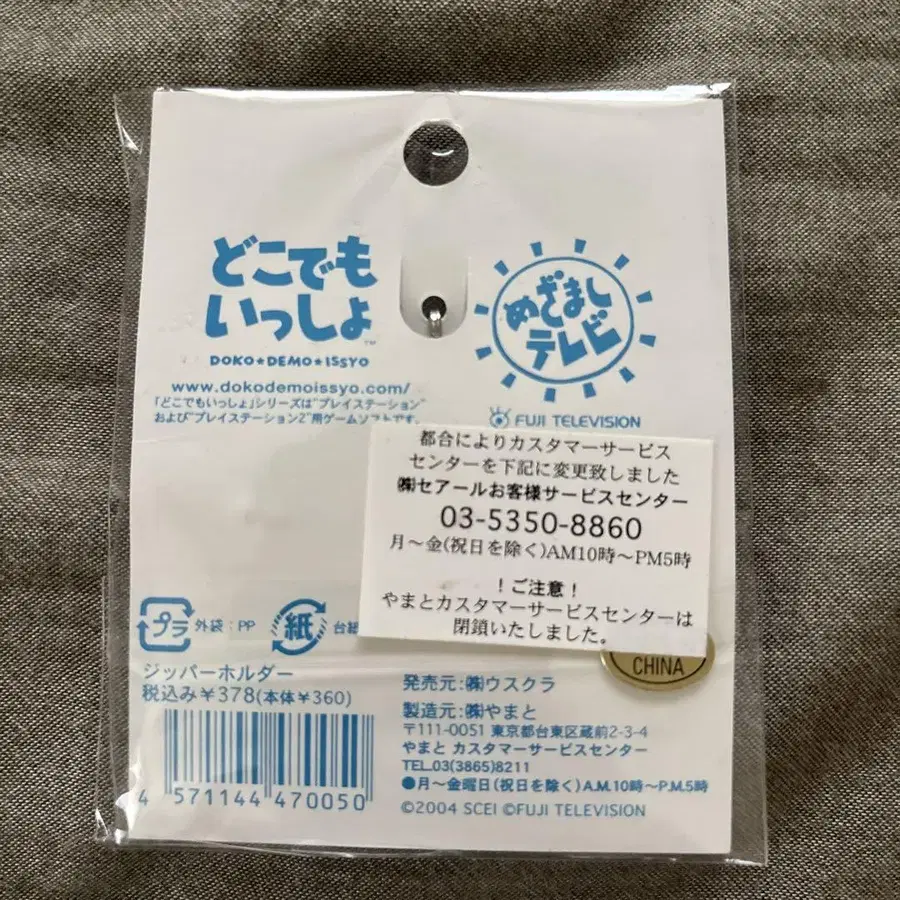 どこでも
いっしょ
TM
DOKO★DEMO★ISSYO
www.dokodemoissyo.com/
「どこでもいっしょ」シリーズは"プレイステーション"
および"プレイステーション2"用ゲームソフトです。
めざまし
テレビ
FUJI TELEVISION
都合によりカスタマーサービス
センターを下記に変更致しました
㈱セアールお客様サービスセンター
03-5350-8860
月～金(祝日を除く)AM10時～PM5時
！ご注意！
やまとカスタマーサービスセンターは
閉鎖いたしました。
プラ
外袋：PP
紙
台紙
CHINA
ジッパーホルダー
税込み￥378(本体￥360)
4 571144 470050
発売元：㈱ウスクラ
製造元：㈱やまと
〒111-0051 東京都台東区蔵前2-3-4
やまと カスタマーサービスセンター
TEL.03(3865)8211
●月～金曜日(祝日を除く)A.M.10時～P.M.5時
©2004 SCEI ©FUJI TELEVISION